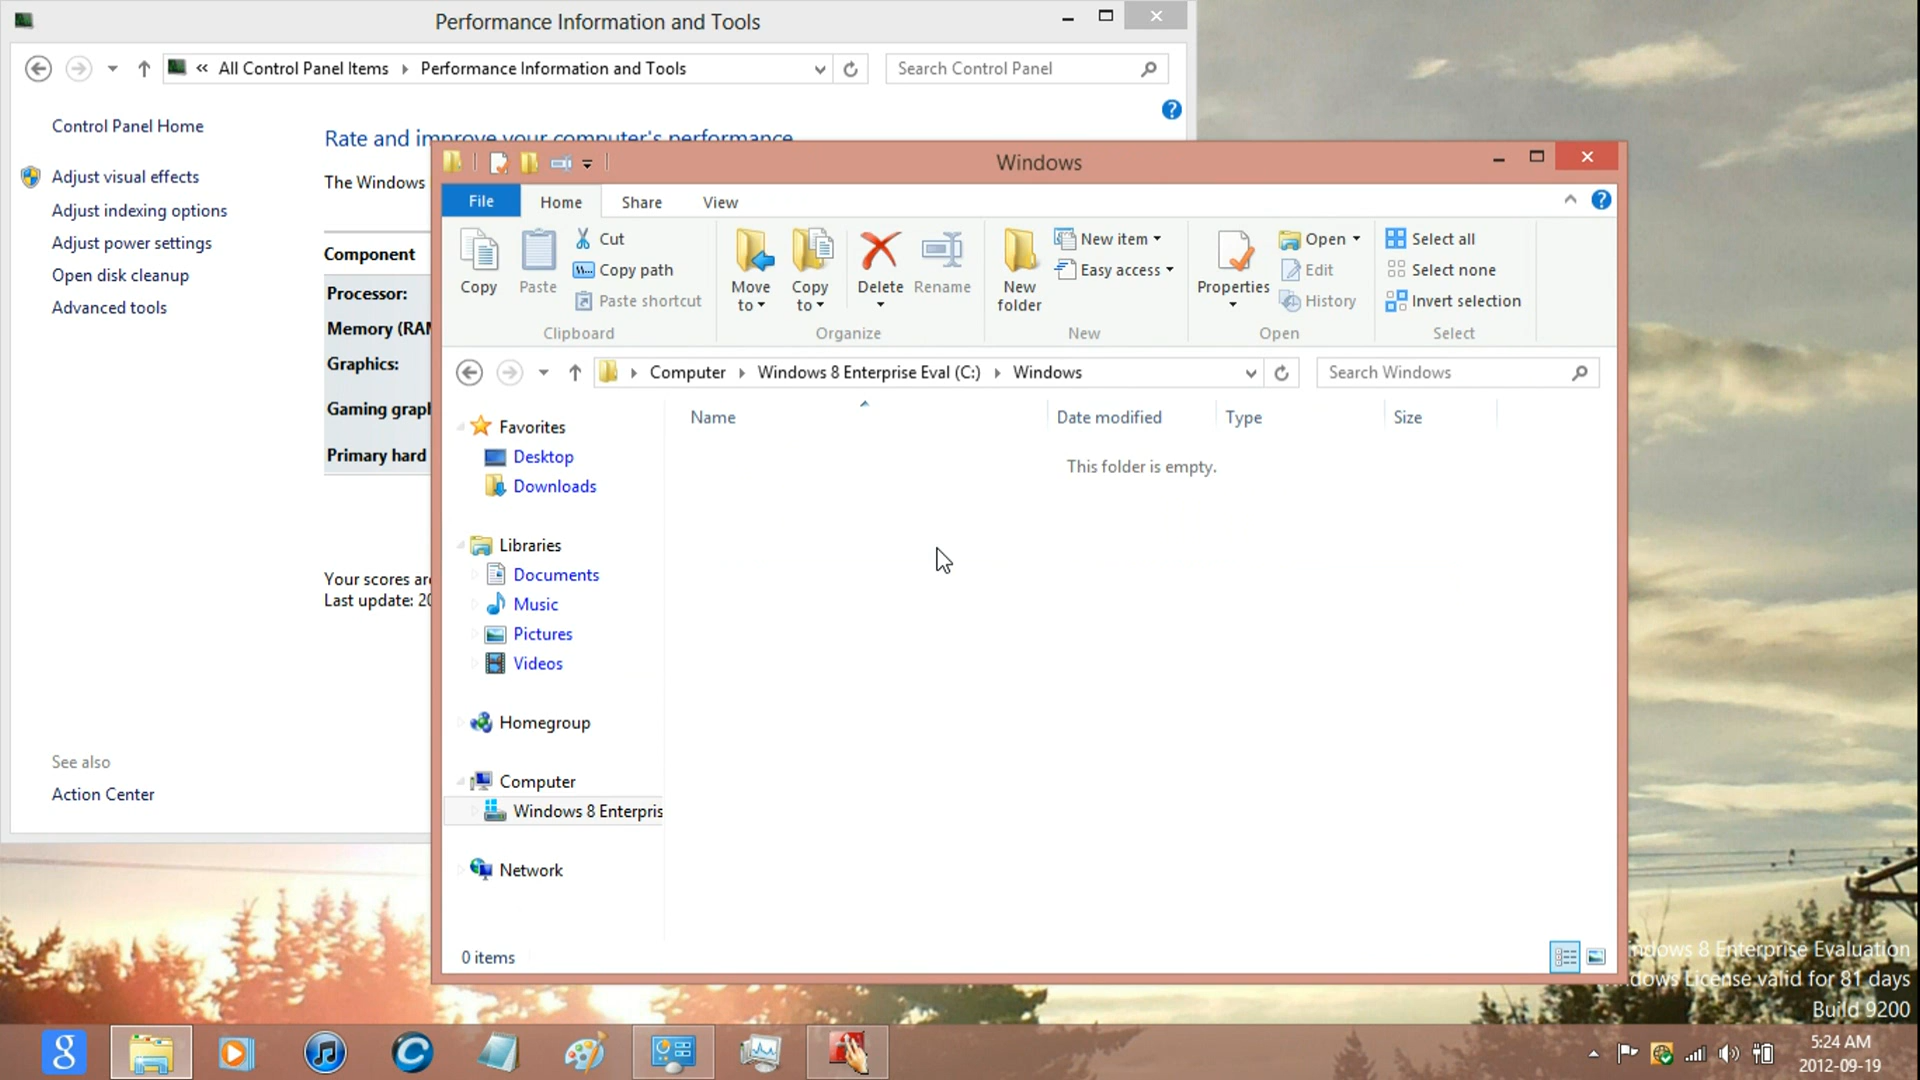 Performance Information and Tools
« All Control Panel Items Performance Information and Tools
Search Control Panel
Control Panel Home
Adjust visual effects
Adjust indexing options
Adjust power settings
Open disk cleanup
Advanced tools
See also
Action Center
Rate and improve your computer's performance
The Windows
Component
Processor:
Memory (RAM
Graphics:
Gaming grap
Primary hard
Your scores are
Last update: 20
Windows
File Home Share View
Copy
Paste
Cut
Copy path
Paste shortcut
Clipboard
Move to
Copy to
Delete
Rename
Organize
New folder
New item
Easy access
New
Properties
Open
Edit
History
Open
Select all
Select none
Invert selection
Select
Computer Windows 8 Enterprise Eval (C:) Windows
Search Windows
Name Date modified Type Size
This folder is empty.
Favorites
Desktop
Downloads
Libraries
Documents
Music
Pictures
Videos
Homegroup
Computer
Windows 8 Enterpris
Network
0 items
ndows 8 Enterprise Evaluation
dows License valid for 81 days
Build 9200
g
5:24 AM
2012-09-19